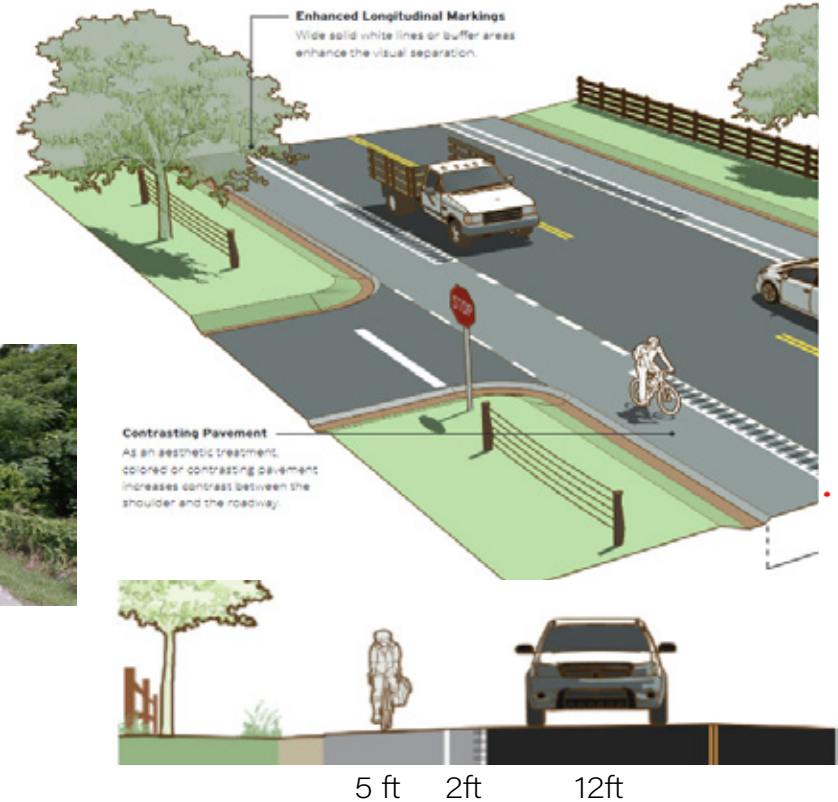 Enhanced Longitudinal Markings
Wide solid white lines or buffer areas
enhance the visual separation.
STOP
Contrasting Pavement
As an aesthetic treatment,
colored or contrasting pavement
increases contrast between the
shoulder and the roadway.
5 ft 2ft 12ft